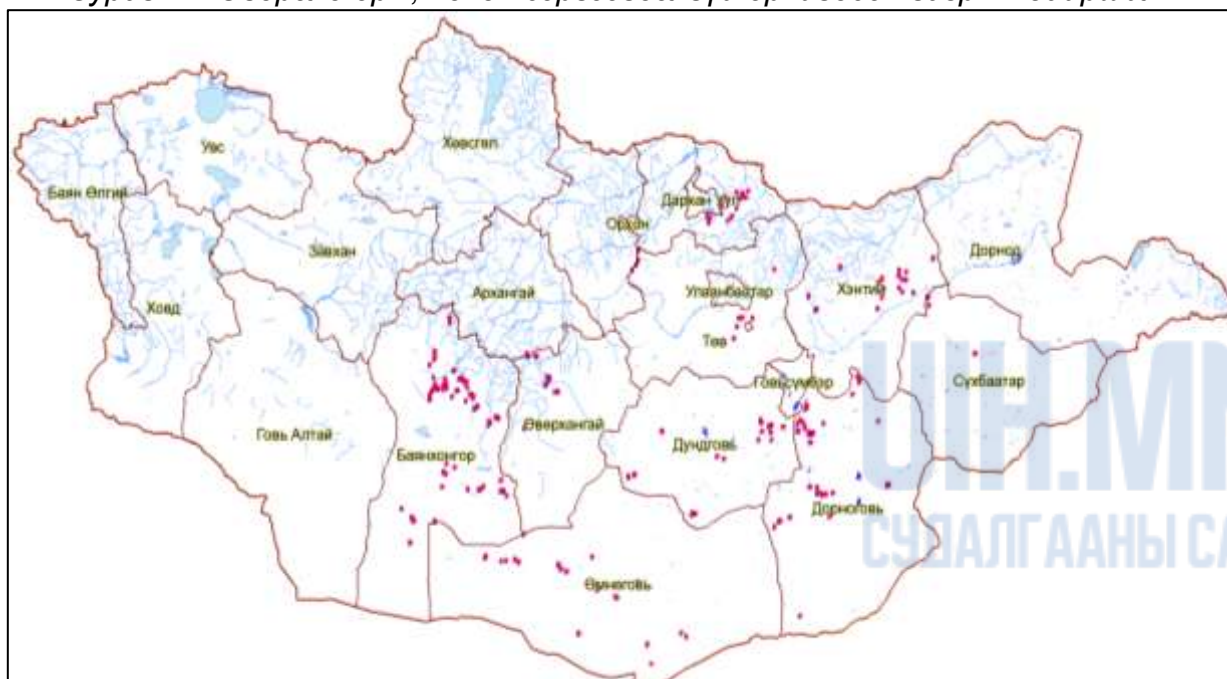 Хөвсгөл
Увс
Баян Өлгий
Дархан Уул
Орхон
Завхан
Дорнод
Архангай
Улаанбаатар
Хэнтий
Ховд
Төв
Говьсүмбэр
Сүхбаатар
Говь Алтай
Өвөрхангай
Дундговь
Баянхонгор
Дорноговь
Өмнөговь
UIH.M
СУДАЛГААНЫ СА